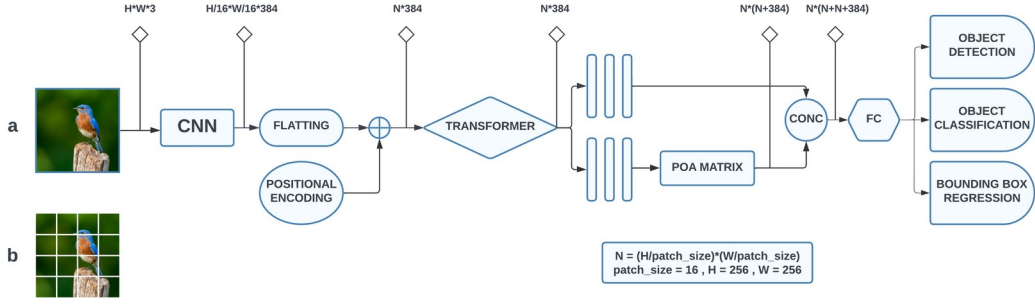 H*W*3
H/16*W/16*384
N*384
N*384
N*(N+384)
N*(N+N+384)
a
CNN
FLATTING
POSITIONAL
ENCODING
TRANSFORMER
POA MATRIX
CONC
FC
OBJECT
DETECTION
OBJECT
CLASSIFICATION
BOUNDING BOX
REGRESSION
b
N = (H/patch_size)*(W/patch_size)
patch_size = 16 , H = 256 , W = 256